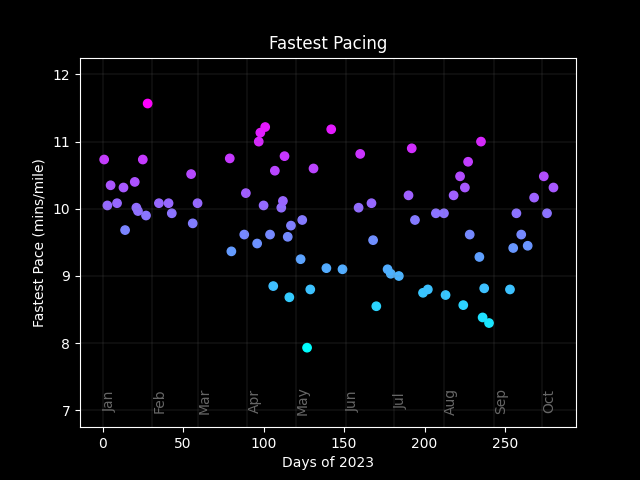 Fastest Pacing
Fastest Pace (mins/mile)
12
11
10
9
8
7
Jan Feb Mar Apr May Jun Jul Aug Sep Oct
0 50 100 150 200 250
Days of 2023